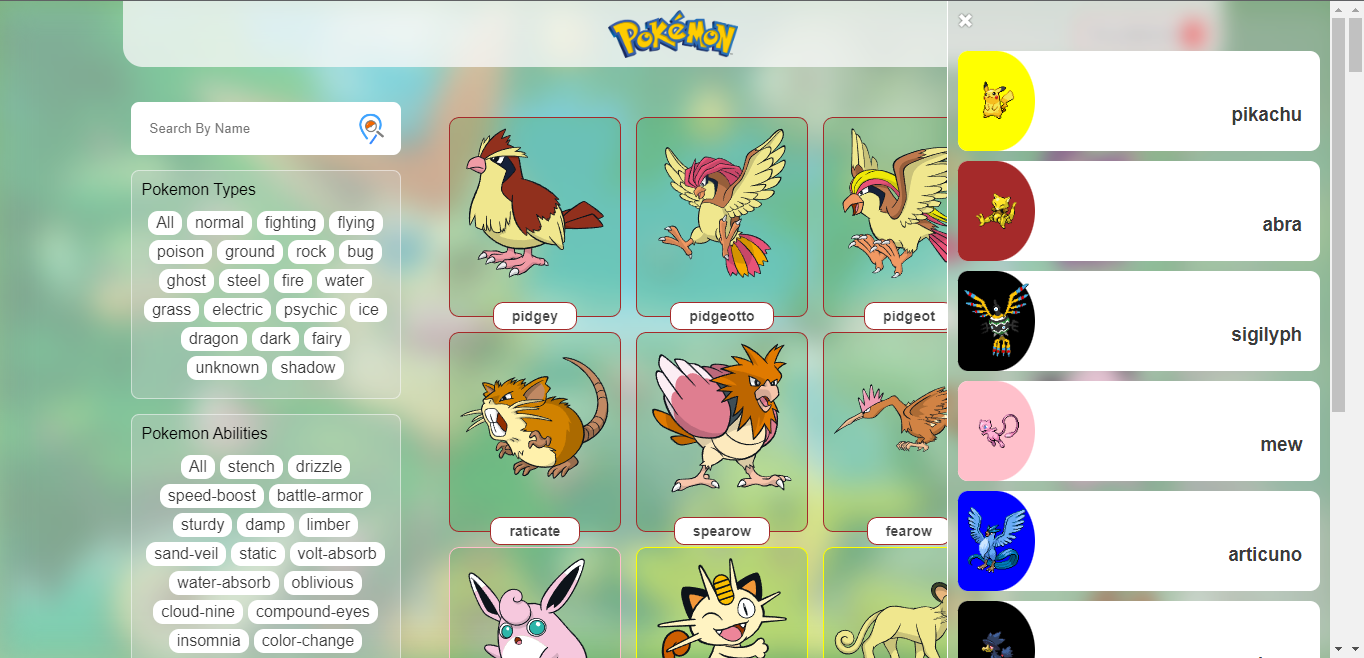 POKéMON
Search By Name
Pokemon Types
All normal fighting flying
poison ground rock bug
ghost steel fire water
grass electric psychic ice
dragon dark fairy
unknown shadow
Pokemon Abilities
All stench drizzle
speed-boost battle-armor
sturdy damp limber
sand-veil static volt-absorb
water-absorb oblivious
cloud-nine compound-eyes
insomnia color-change
pidgey pidgeotto pidgeot
raticate spearow fearow
pikachu
abra
sigilyph
mew
articuno